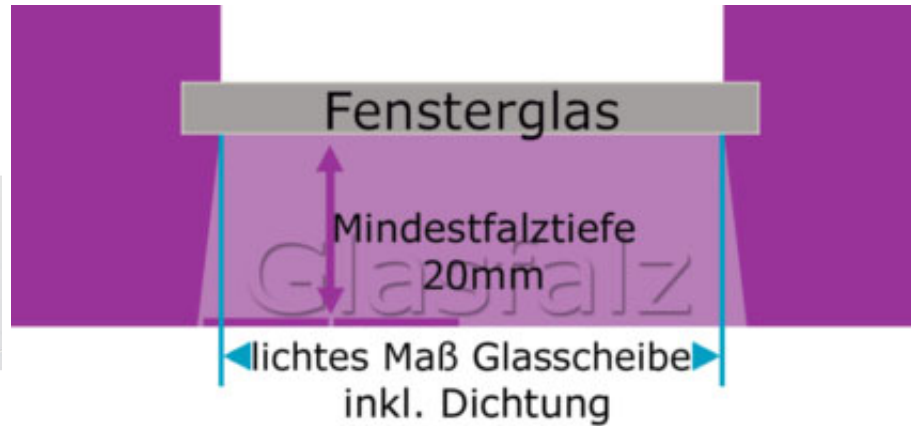 Fensterglas
Mindestfalztiefe
20mm
Glasfalz
lichtes Maß Glasscheibe
inkl. Dichtung